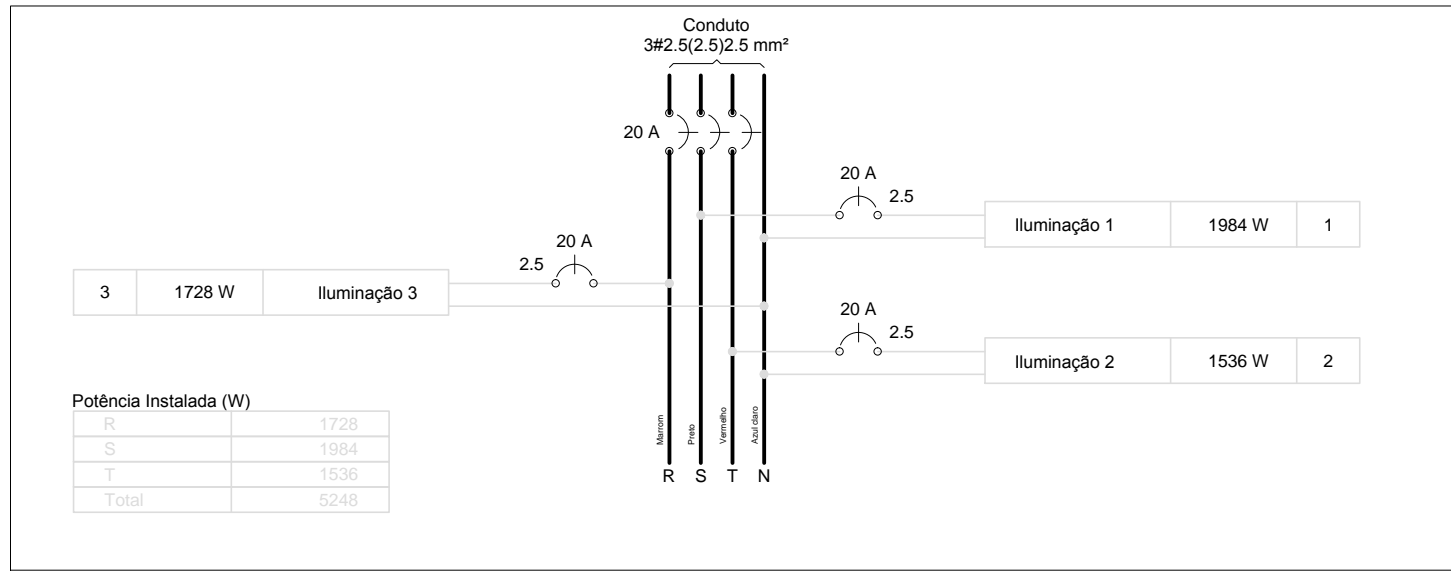 Conduto
3#2.5(2.5)2.5 mm²
20 A
20 A
2.5
Iluminação 1 1984 W 1
20 A
2.5
3 1728 W Iluminação 3
20 A
2.5
Iluminação 2 1536 W 2
Potência Instalada (W)
R 1728
S 1984
T 1536
Total 5248
Marrom
Preto
Vermelho
Azul claro
R S T N